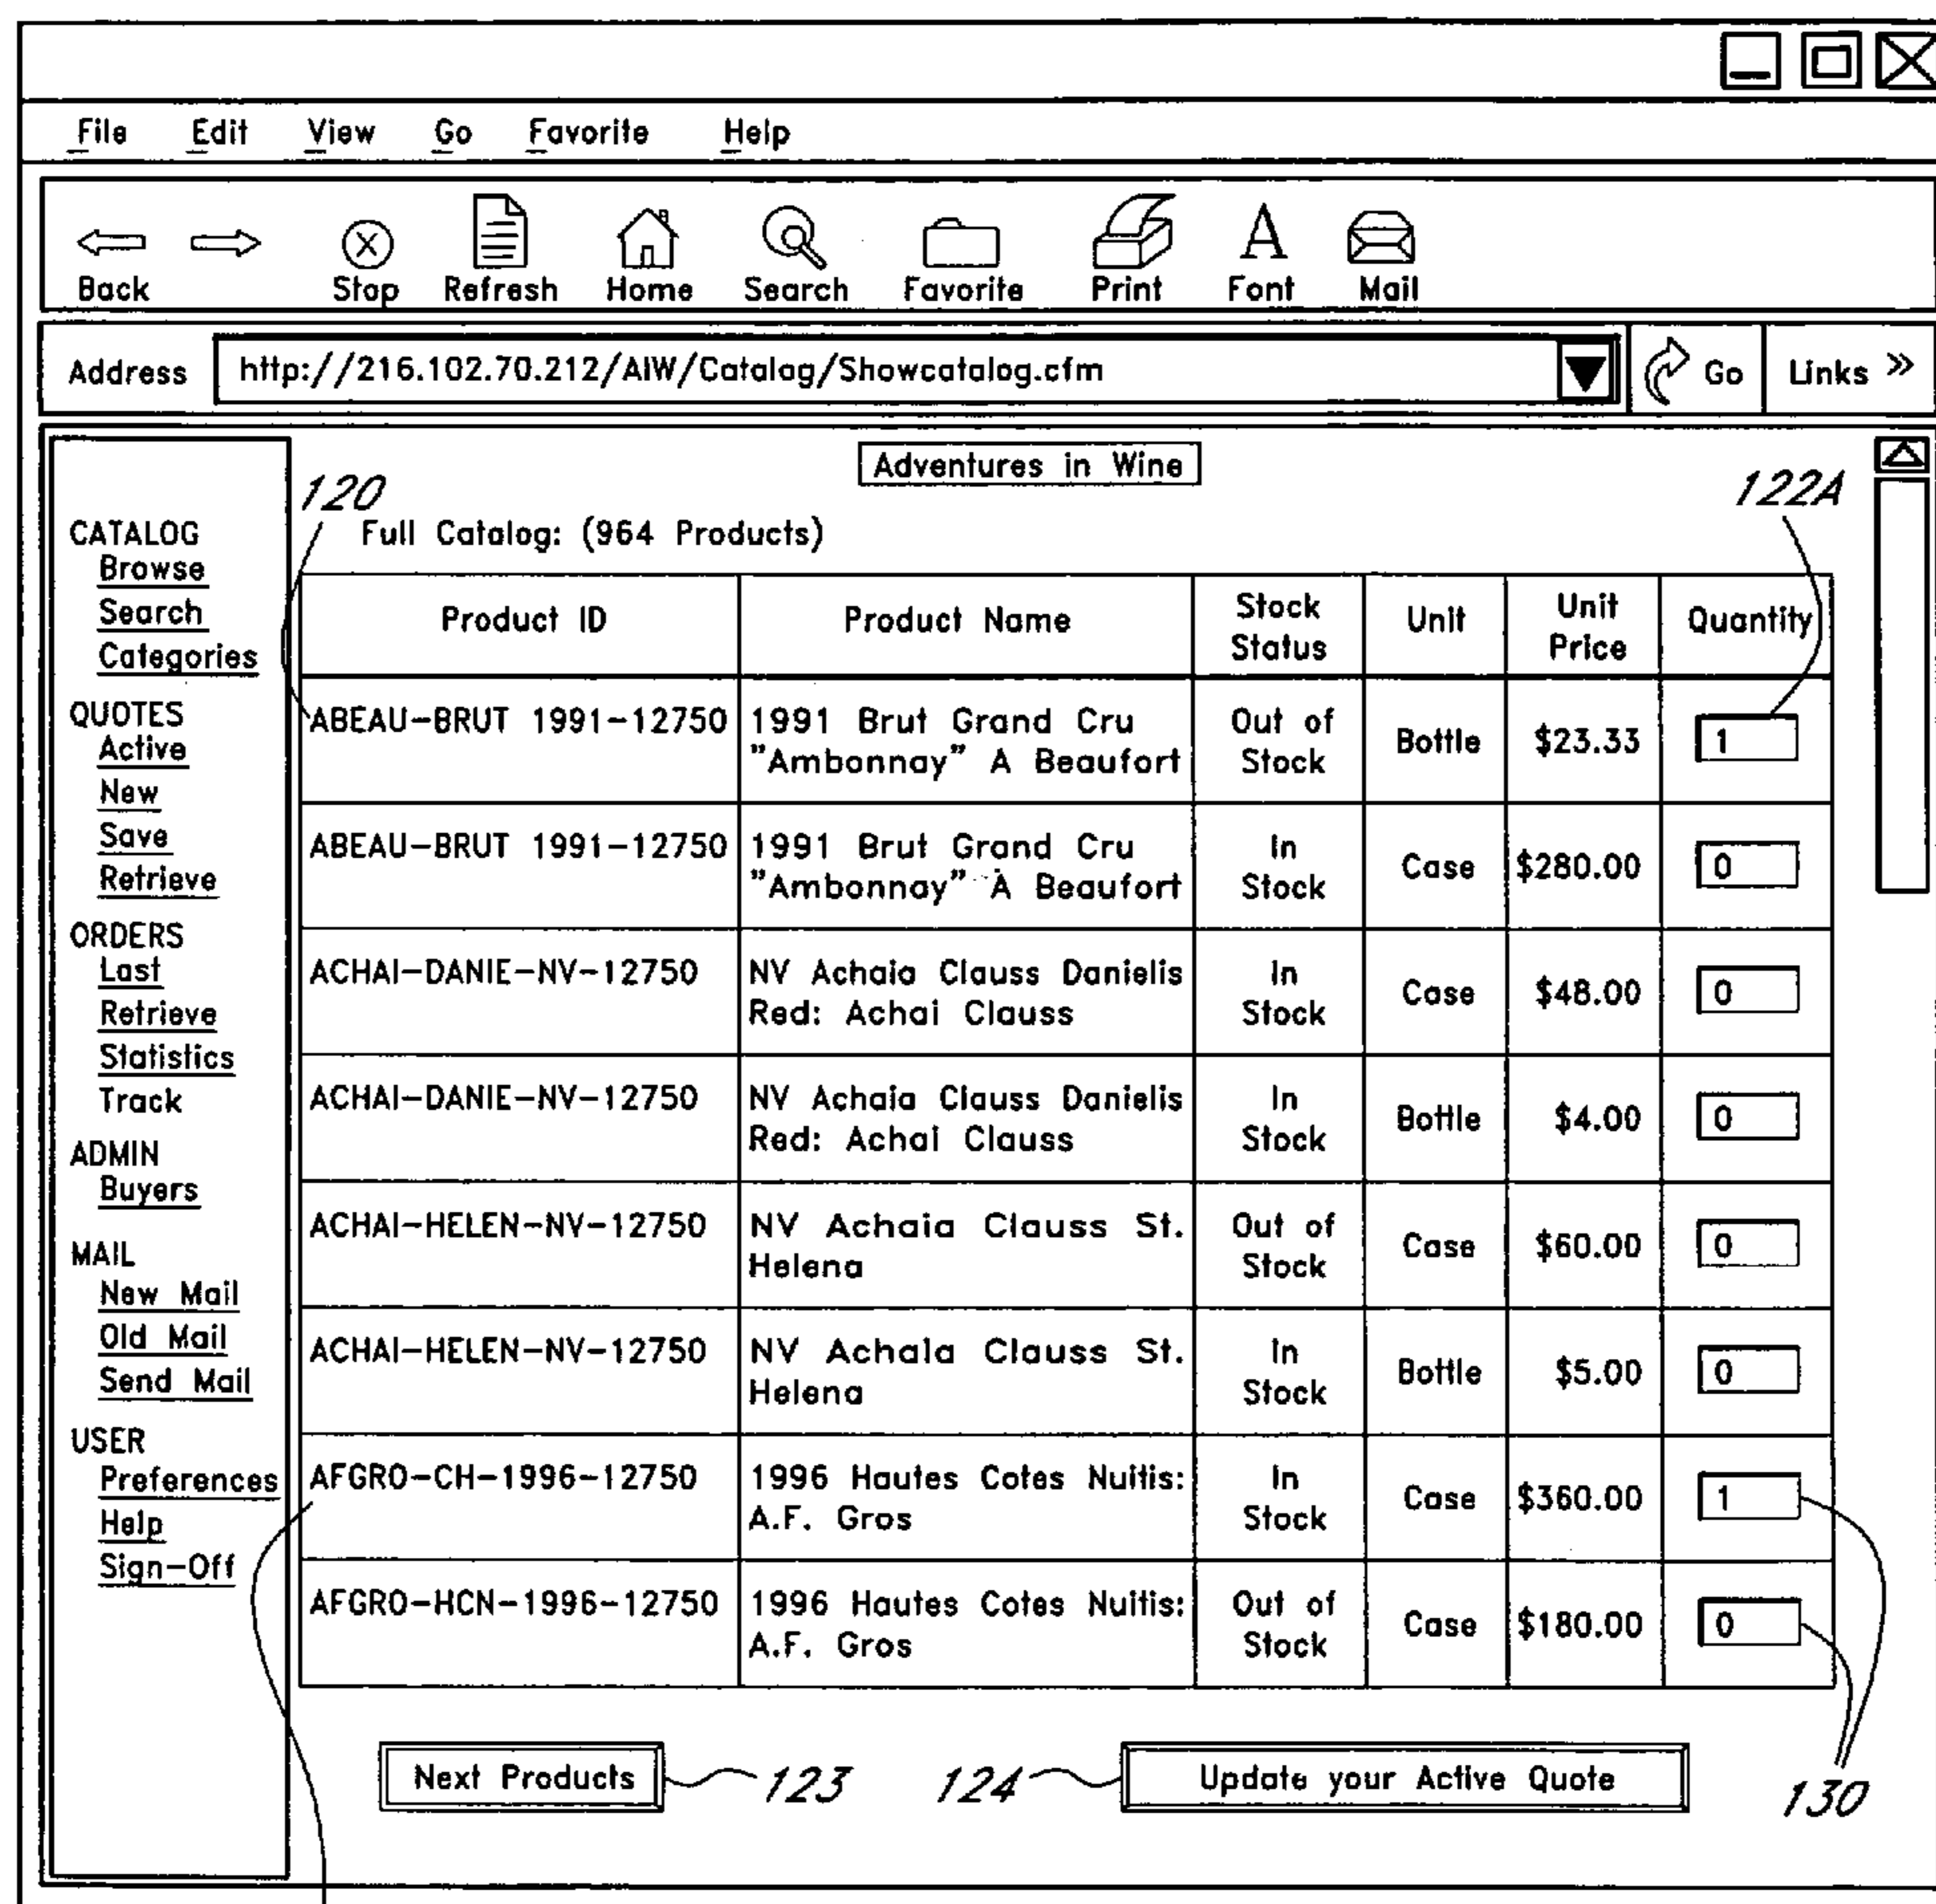 File Edit View Go Favorite Help
Back Stop Refresh Home Search Favorite Print Font Mail
Address http://216.102.70.212/AIW/Catalog/Showcatalog.cfm Go Links »
Adventures in Wine
120 122A
Full Catalog: (964 Products)
CATALOG
Browse
Search
Categories
QUOTES
Active
New
Save
Retrieve
ORDERS
Last
Retrieve
Statistics
Track
ADMIN
Buyers
MAIL
New Mail
Old Mail
Send Mail
USER
Preferences
Help
Sign-Off
Product ID Product Name Stock Status Unit Unit Price Quantity
ABEAU-BRUT 1991-12750 1991 Brut Grand Cru Out of
"Ambonnay" A Beaufort Stock Bottle $23.33 1
ABEAU-BRUT 1991-12750 1991 Brut Grand Cru In
"Ambonnay" A Beaufort Stock Case $280.00 0
ACHAI-DANIE-NV-12750 NV Achaia Clauss Danielis In
Red: Achai Clauss Stock Case $48.00 0
ACHAI-DANIE-NV-12750 NV Achaia Clauss Danielis In
Red: Achai Clauss Stock Bottle $4.00 0
ACHAI-HELEN-NV-12750 NV Achaia Clauss St. Out of
Helena Stock Case $60.00 0
ACHAI-HELEN-NV-12750 NV Achaia Clauss St. In
Helena Stock Bottle $5.00 0
AFGRO-CH-1996-12750 1996 Hautes Cotes Nuitis: In
A.F. Gros Stock Case $360.00 1
AFGRO-HCN-1996-12750 1996 Hautes Cotes Nuitis: Out of
A.F. Gros Stock Case $180.00 0
Next Products 123 124 Update your Active Quote 130